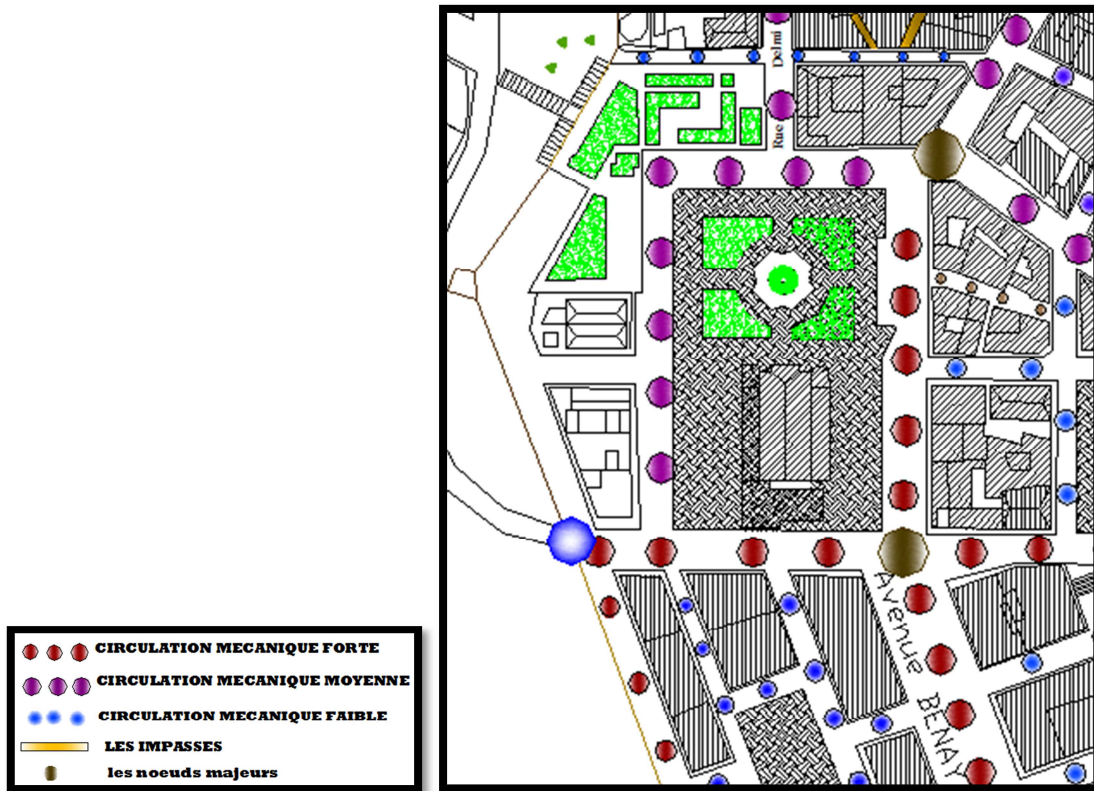 Rue Delmi
Avenue BENAY
CIRCULATION MECANIQUE FORTE
CIRCULATION MECANIQUE MOYENNE
CIRCULATION MECANIQUE FAIBLE
LES IMPASSES
les noeuds majeurs